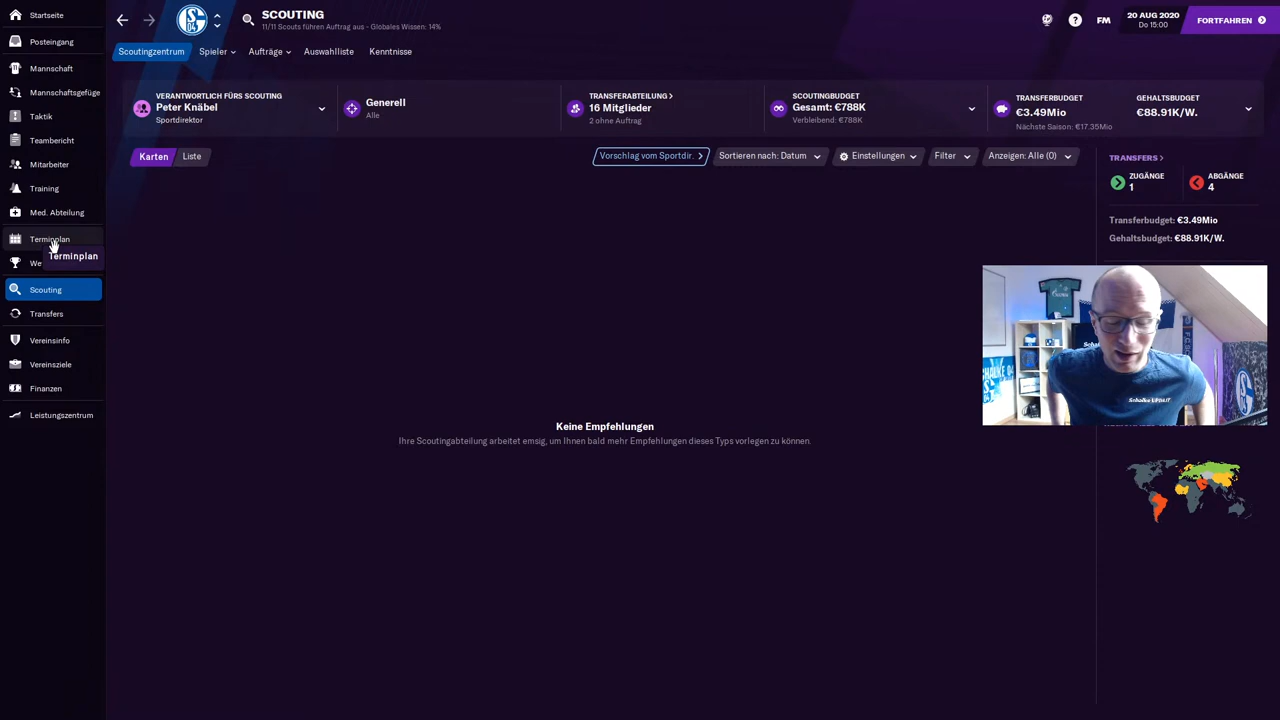 Startseite
Posteingang
Mannschaft
Mannschaftsgefüge
Taktik
Teambericht
Mitarbeiter
Training
Med. Abteilung
Terminplan
Terminplan
We
Scouting
Transfers
Vereinsinfo
Vereinsziele
Finanzen
Leistungszentrum
SCOUTING
11/11 Scouts führen Auftrag aus - Globales Wissen: 14%
FM
20 AUG 2020
Do 15:00
FORTFAHREN
Scoutingzentrum
Spieler
Aufträge
Auswahlliste
Kenntnisse
VERANTWORTLICH FÜRS SCOUTING
Peter Knäbel
Sportdirektor
Generell
Alle
TRANSFERABTEILUNG
16 Mitglieder
2 ohne Auftrag
SCOUTINGBUDGET
Gesamt: €788K
Verbleibend: €788K
TRANSFERBUDGET
€3.49Mio
Nächste Saison: €17.35Mio
GEHALTSBUDGET
€88.91K/W.
Karten
Liste
Vorschlag vom Sportdir.
Sortieren nach: Datum
Einstellungen
Filter
Anzeigen: Alle (0)
TRANSFERS
ZUGÄNGE
1
ABGÄNGE
4
Transferbudget: €3.49Mio
Gehaltsbudget: €88.91K/W.
Schalke UPDAIT
Keine Empfehlungen
Ihre Scoutingabteilung arbeitet emsig, um Ihnen bald mehr Empfehlungen dieses Typs vorlegen zu können.